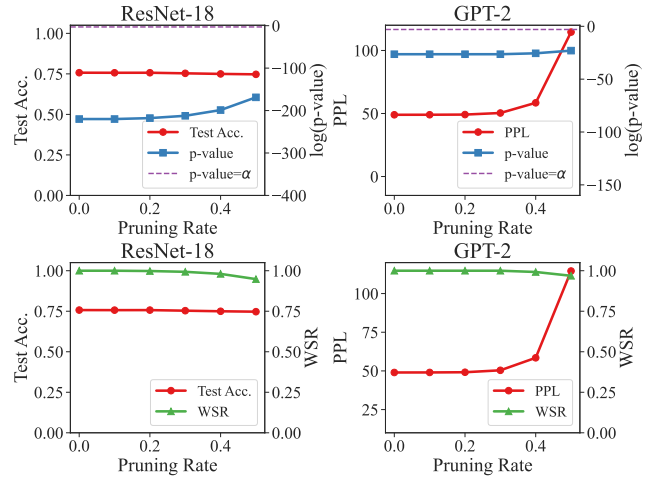 ResNet-18
GPT-2
1.00
0.75
0.50
0.25
0.00
Test Acc.
0
-100
-200
-300
-400
log(p-value)
Test Acc.
p-value
p-value=α
0.0
0.2
0.4
Pruning Rate
100
50
0
PPL
0
−50
−100
−150
log(p-value)
PPL
p-value
p-value=α
0.0
0.2
0.4
Pruning Rate
ResNet-18
GPT-2
1.00
0.75
0.50
0.25
0.00
Test Acc.
1.00
0.75
0.50
0.25
0.00
WSR
Test Acc.
WSR
0.0
0.2
0.4
Pruning Rate
100
75
50
25
PPL
1.00
0.75
0.50
0.25
0.00
WSR
PPL
WSR
0.0
0.2
0.4
Pruning Rate